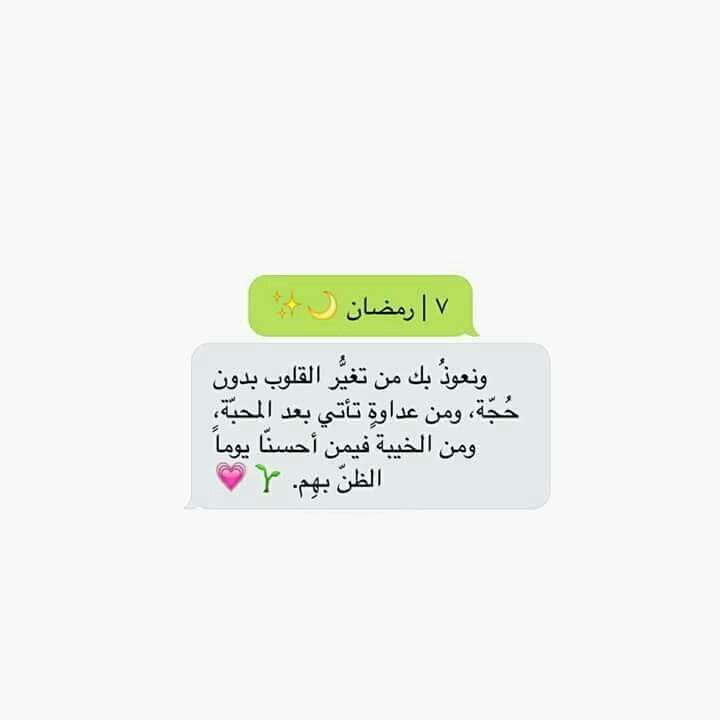 ٧ | رمضان 🌙✨
ونعوذُ بك من تغيُّر القلوب بدون
حُجّة، ومن عداوةٍ تأتي بعد المحبّة،
ومن الخيبة فيمن أحسنّا يوماً
الظنّ بهِم. 🌱💗